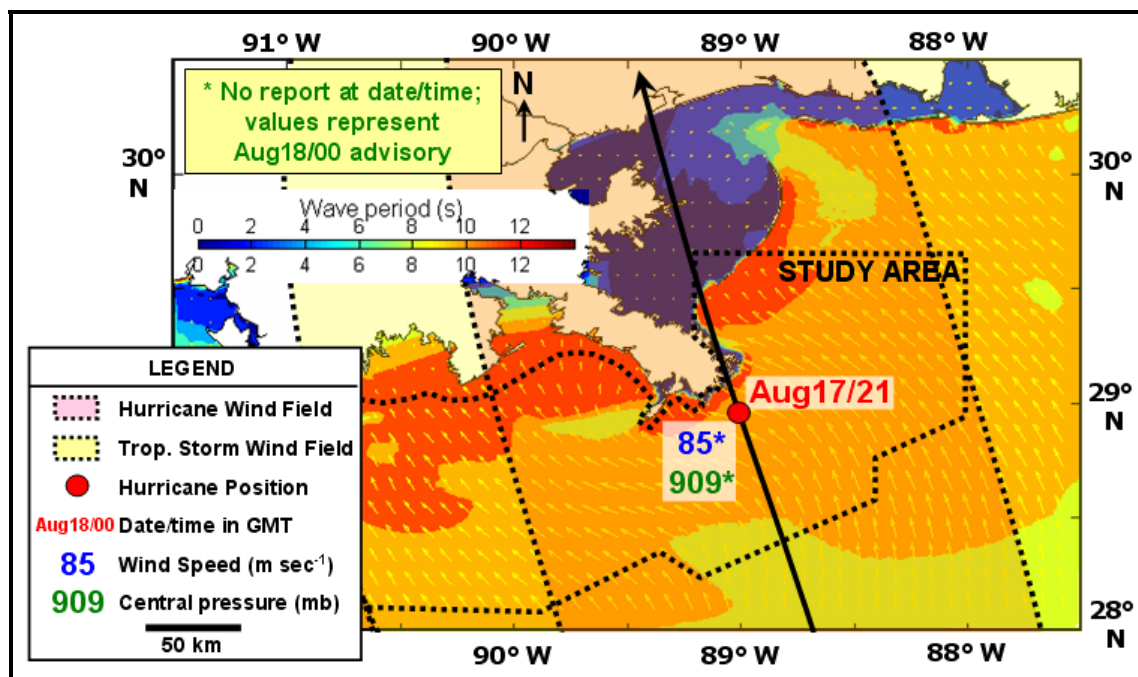 91° W 90° W 89° W 88° W
* No report at date/time;
values represent
Aug18/00 advisory
N
30°
N
30°
N
Wave period (s)
0 2 4 6 8 10 12
0 2 4 6 8 10 12
STUDY AREA
Aug17/21
85*
909*
29°
N
LEGEND
Hurricane Wind Field
Trop. Storm Wind Field
Hurricane Position
Aug18/00 Date/time in GMT
85 Wind Speed (m sec-1)
909 Central pressure (mb)
50 km
28°
N
90° W 89° W 88° W